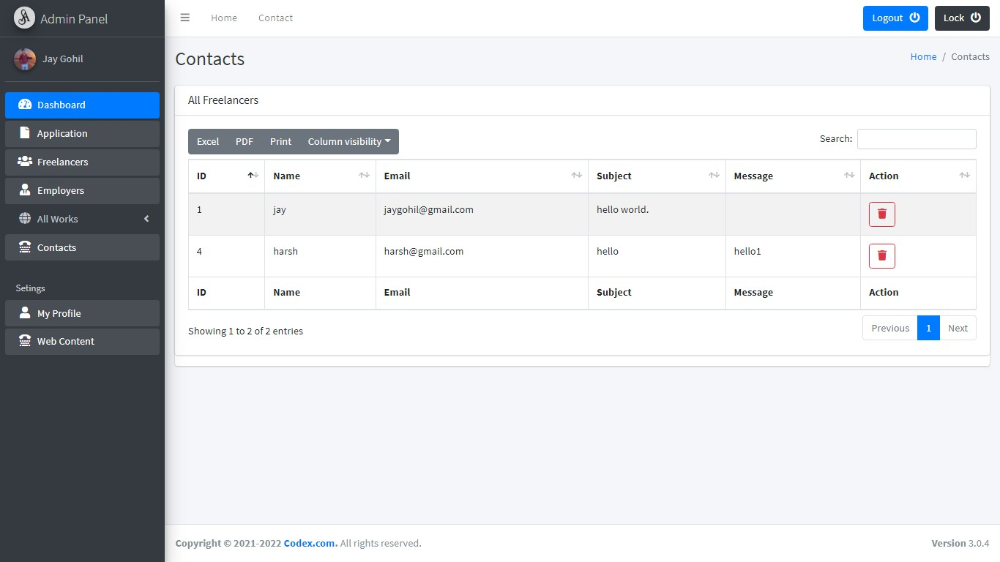 Admin Panel
Home
Contact
Logout
Lock
Jay Gohil
Contacts
Home / Contacts
Dashboard
Application
Freelancers
Employers
All Works
Contacts
Setings
My Profile
Web Content
All Freelancers
Excel PDF Print Column visibility
Search:
ID Name Email Subject Message Action
1 jay jaygohil@gmail.com hello world.
4 harsh harsh@gmail.com hello hello1
ID Name Email Subject Message Action
Showing 1 to 2 of 2 entries
Previous 1 Next
Copyright © 2021-2022 Codex.com. All rights reserved.
Version 3.0.4